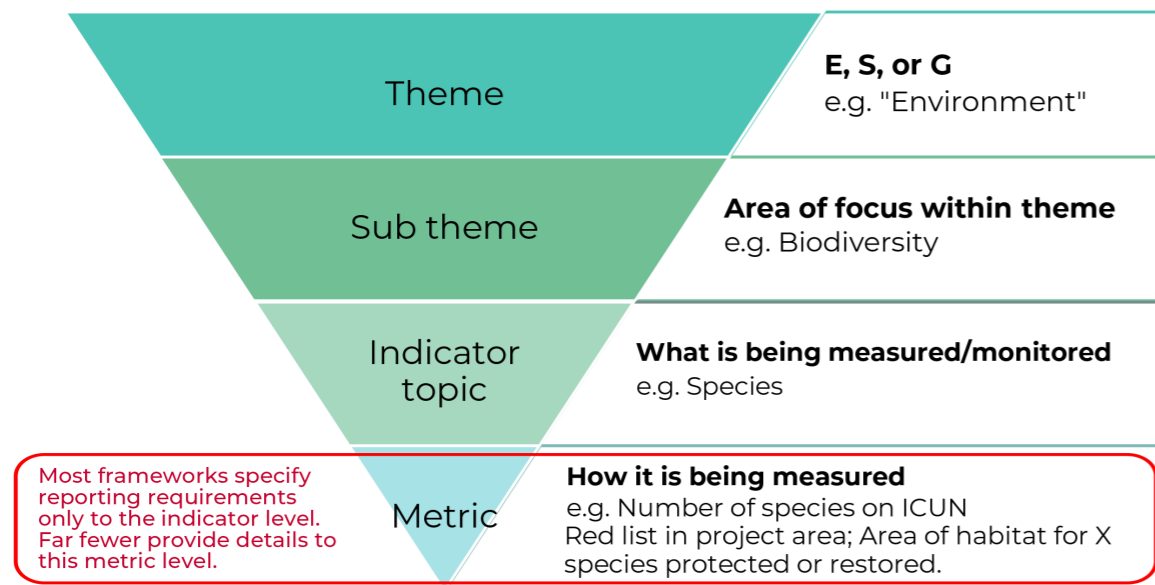 Theme
E, S, or G
e.g. "Environment"
Sub theme
Area of focus within theme
e.g. Biodiversity
Indicator
topic
What is being measured/monitored
e.g. Species
Most frameworks specify
reporting requirements
only to the indicator level.
Far fewer provide details to
this metric level.
Metric
How it is being measured
e.g. Number of species on ICUN
Red list in project area; Area of habitat for X
species protected or restored.